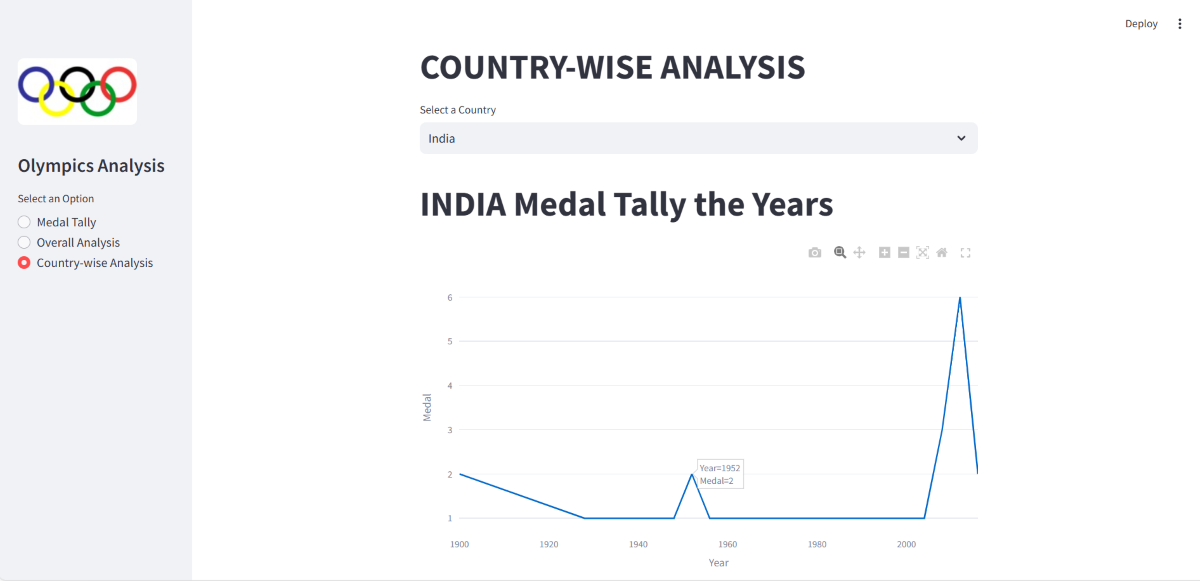 Deploy
Olympics Analysis
Select an Option
Medal Tally
Overall Analysis
Country-wise Analysis
COUNTRY-WISE ANALYSIS
Select a Country
India
INDIA Medal Tally the Years
6
5
4
3
2
1
Medal
Year=1952
Medal=2
1900 1920 1940 1960 1980 2000
Year